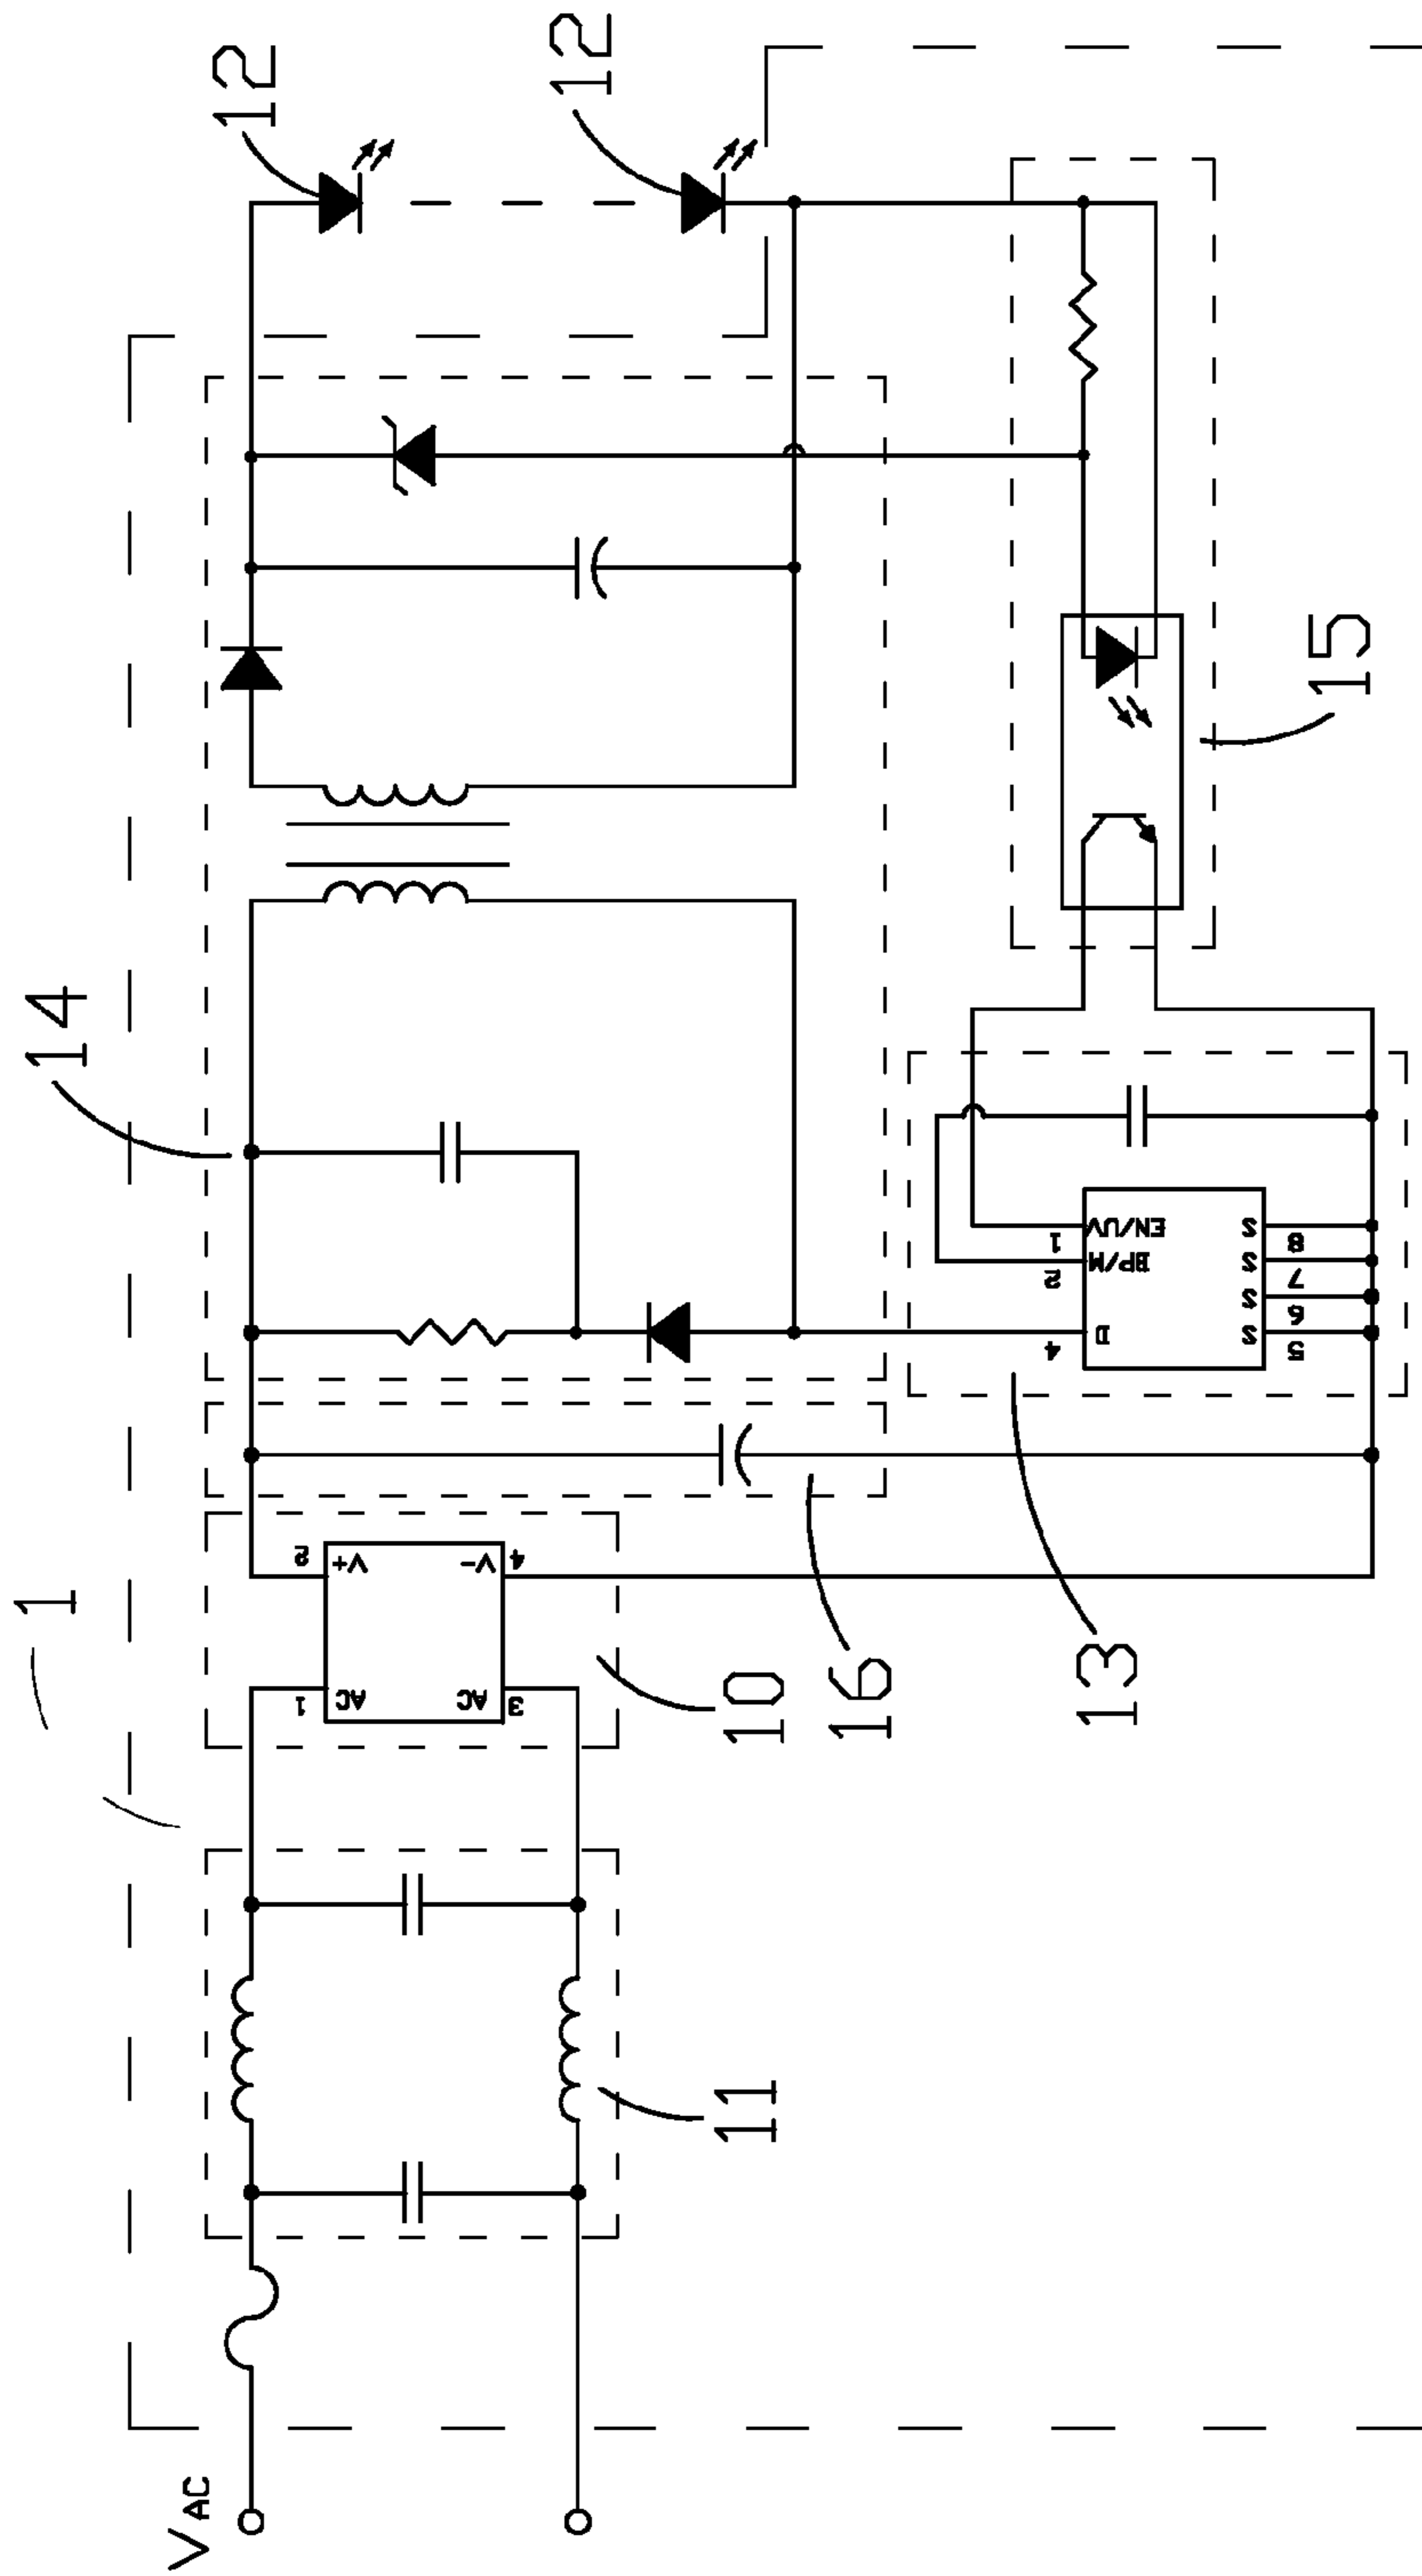 12
12
14
1
15
1 EN/UV
2 BP/M
4 D
S 8
S 7
S 6
S 5
2 V+
V- 4
1 AC
AC 3
10
16
13
11
VAC